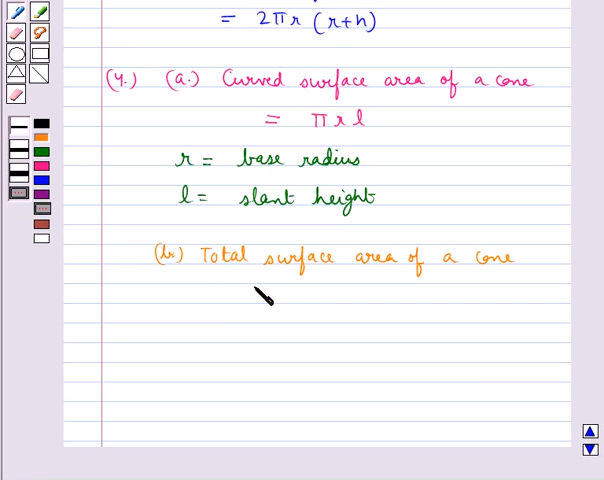 = 2πr (r+h)
(4.) (a.) Curved surface area of a cone
= πrl
r = base radius
l = slant height
(b.) Total surface area of a cone